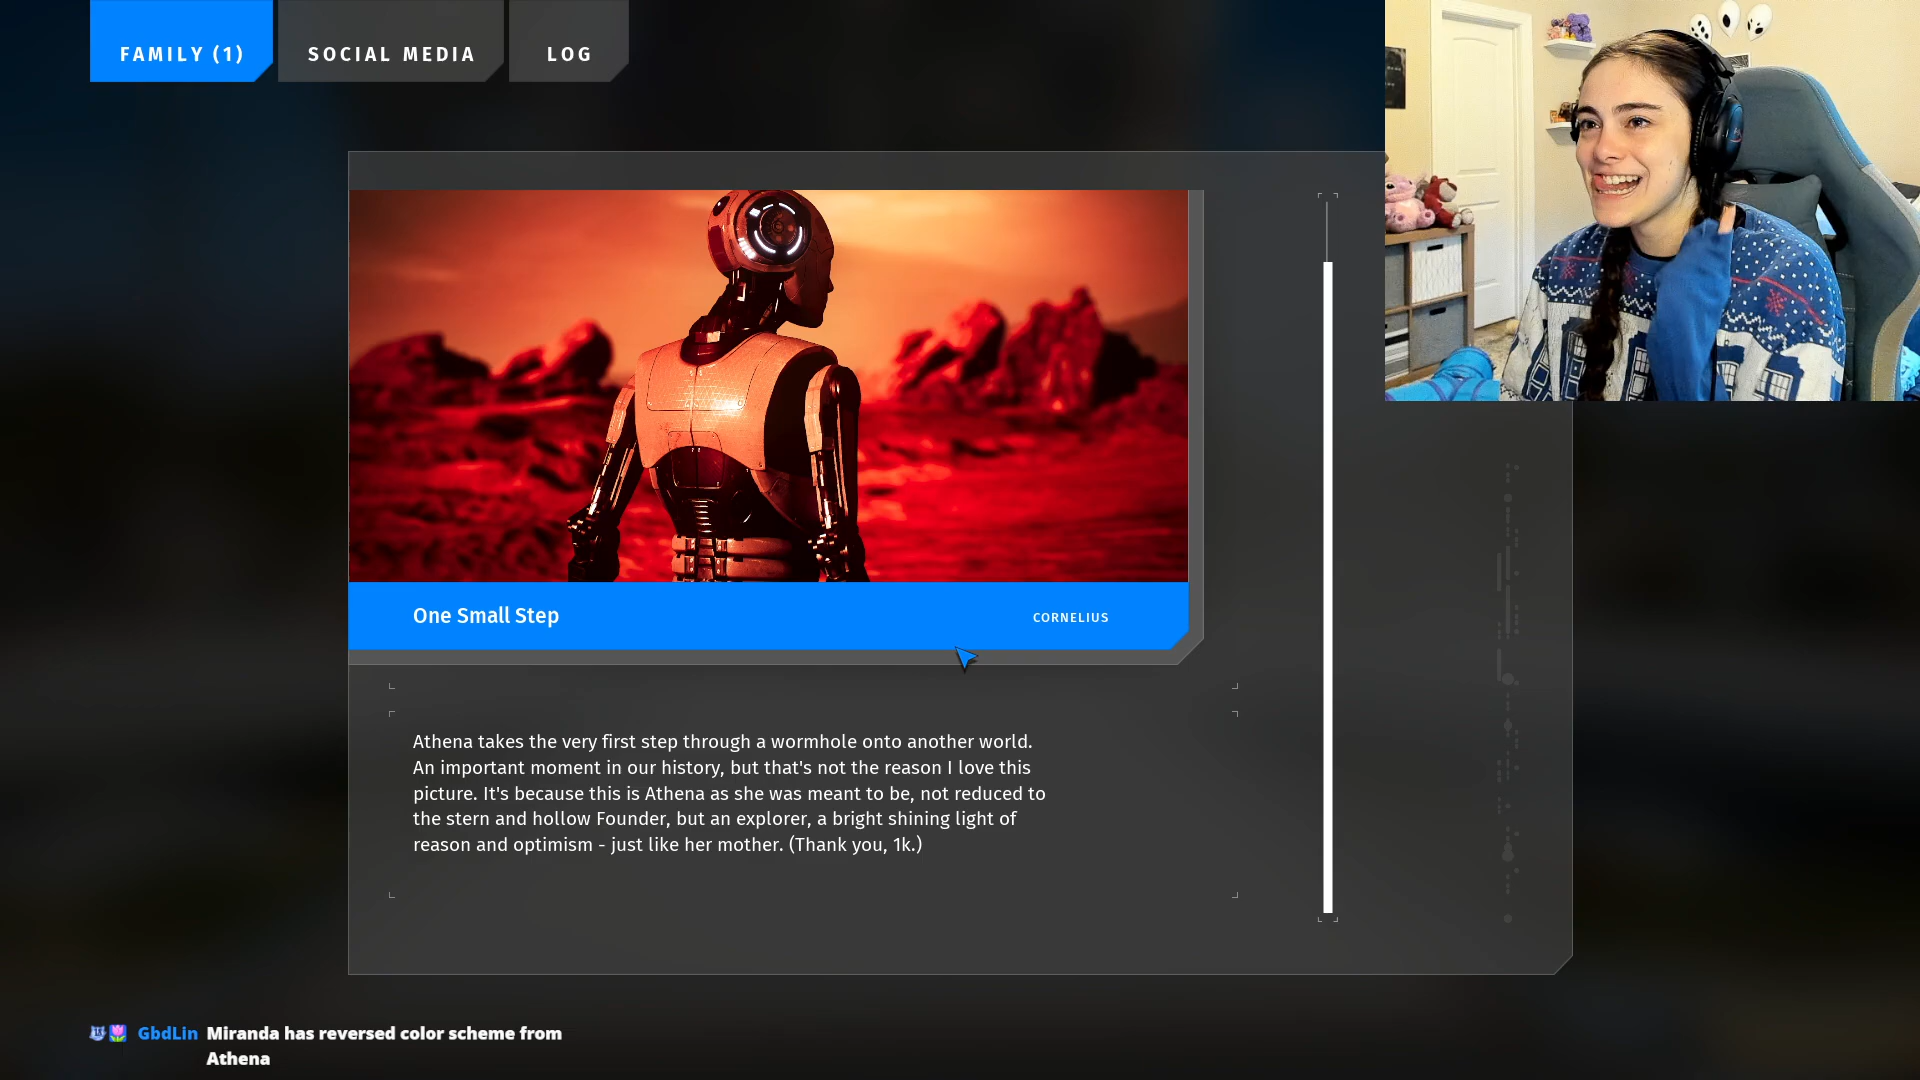 FAMILY (1)
SOCIAL MEDIA
LOG
One Small Step
CORNELIUS
Athena takes the very first step through a wormhole onto another world.
An important moment in our history, but that's not the reason I love this
picture. It's because this is Athena as she was meant to be, not reduced to
the stern and hollow Founder, but an explorer, a bright shining light of
reason and optimism - just like her mother. (Thank you, 1k.)
GbdLin Miranda has reversed color scheme from
Athena